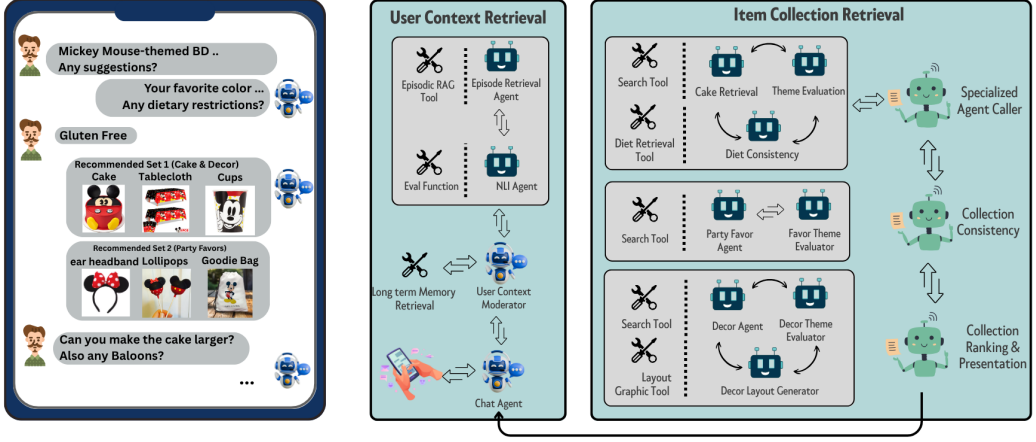 Mickey Mouse-themed BD ..
Any suggestions?
Your favorite color ...
Any dietary restrictions?
Gluten Free
Recommended Set 1 (Cake & Decor)
Cake Tablecloth Cups
Recommended Set 2 (Party Favors)
ear headband Lollipops Goodie Bag
Can you make the cake larger?
Also any Baloons?
...
User Context Retrieval
Episodic RAG
Tool
Episode Retrieval
Agent
Eval Function
NLI Agent
Long term Memory
Retrieval
User Context
Moderator
Chat Agent
Item Collection Retrieval
Search Tool
Cake Retrieval
Theme Evaluation
Diet Retrieval
Tool
Diet Consistency
Specialized
Agent Caller
Search Tool
Party Favor
Agent
Favor Theme
Evaluator
Collection
Consistency
Search Tool
Decor Agent
Decor Theme
Evaluator
Layout
Graphic Tool
Decor Layout Generator
Collection
Ranking &
Presentation